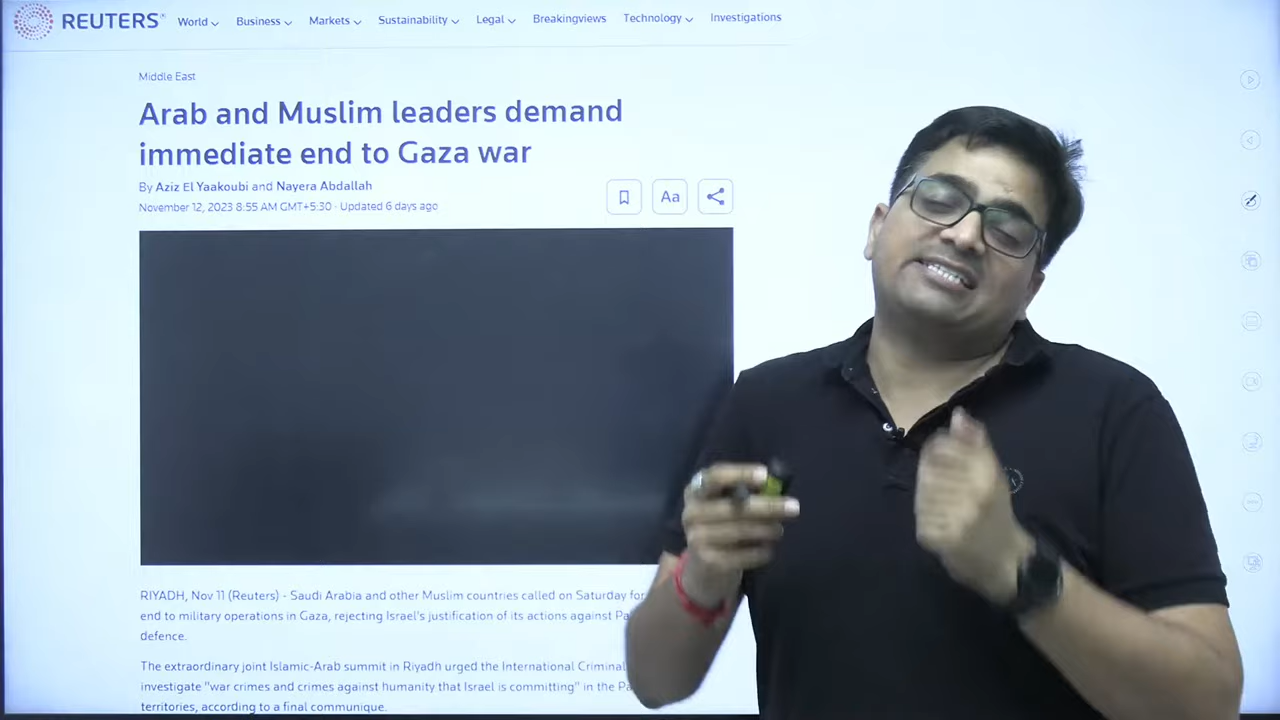 REUTERS
World Business Markets Sustainability Legal Breakingviews Technology Investigations
Middle East
Arab and Muslim leaders demand
immediate end to Gaza war
By Aziz El Yaakoubi and Nayera Abdallah
November 12, 2023 8:55 AM GMT+5:30 · Updated 6 days ago
Aa
RIYADH, Nov 11 (Reuters) - Saudi Arabia and other Muslim countries called on Saturday for
end to military operations in Gaza, rejecting Israel's justification of its actions against
defence.
The extraordinary joint Islamic-Arab summit in Riyadh urged the International Criminal
investigate "war crimes and crimes against humanity that Israel is committing" in the
territories, according to a final communique.